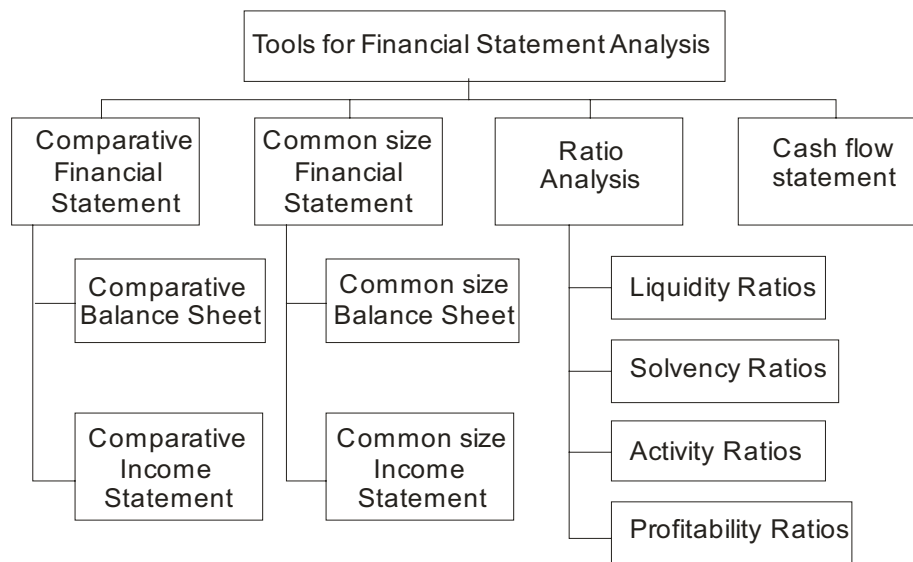 Tools for Financial Statement Analysis
Comparative
Financial
Statement
Common size
Financial
Statement
Ratio
Analysis
Cash flow
statement
Comparative
Balance Sheet
Common size
Balance Sheet
Liquidity Ratios
Solvency Ratios
Comparative
Income
Statement
Common size
Income
Statement
Activity Ratios
Profitability Ratios